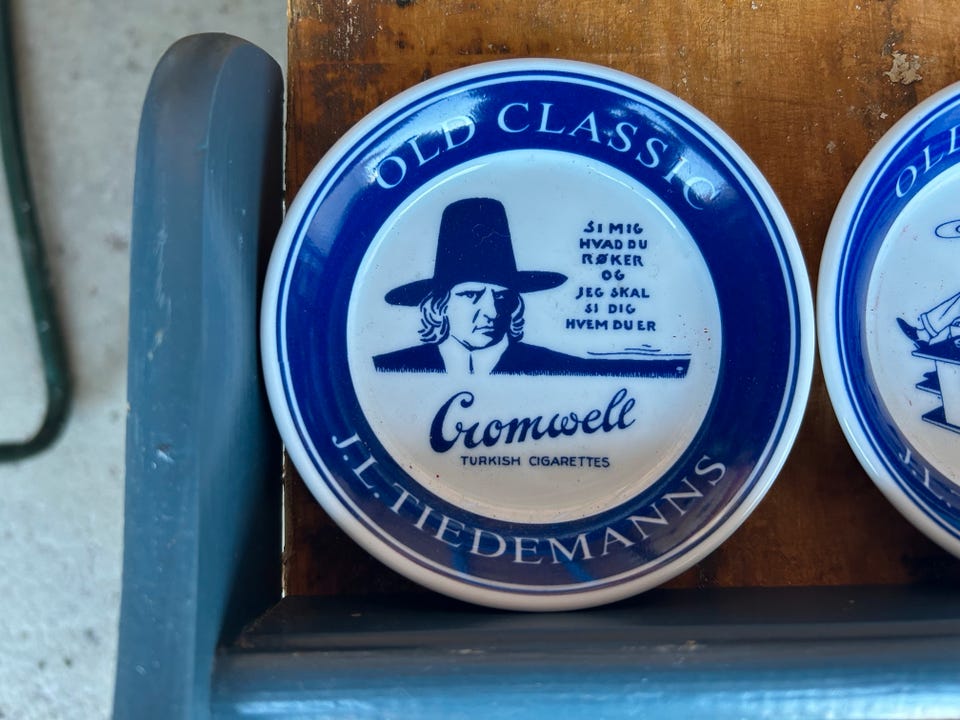 OLD CLASSIC
SI MIG
HVAD DU
RØKER
OG
JEG SKAL
SI DIG
HVEM DU ER
Cromwell
TURKISH CIGARETTES
J.L.TIEDEMANNS
OLD